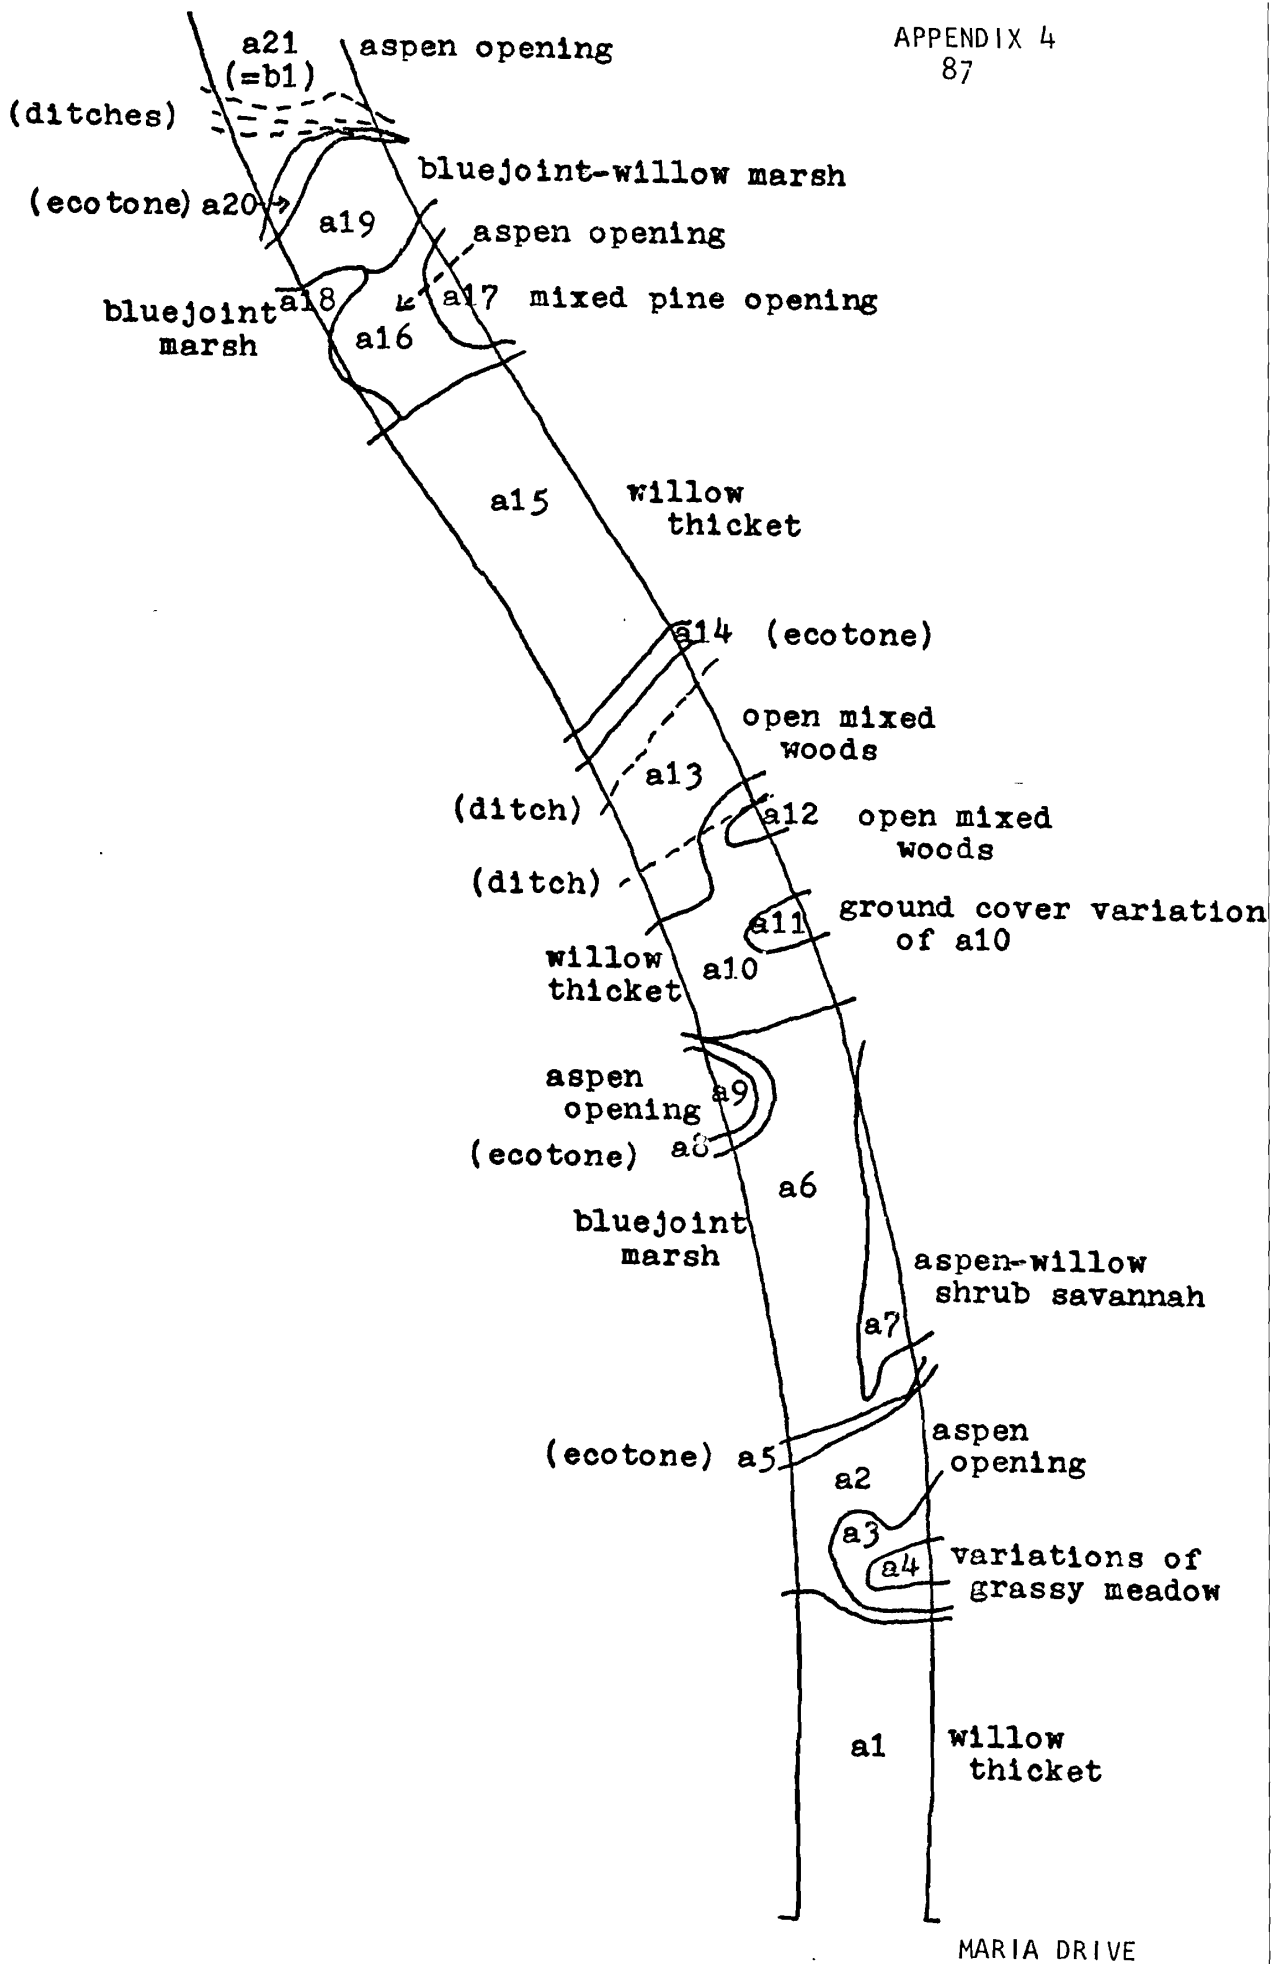 APPENDIX 4
87
a21
(=b1)
aspen opening
(ditches)
bluejoint-willow marsh
(ecotone) a20
a19
aspen opening
a18
a17 mixed pine opening
bluejoint
marsh
a16
a15
willow
thicket
a14 (ecotone)
open mixed
woods
a13
(ditch)
a12 open mixed
woods
(ditch)
a11
ground cover variation
of a10
willow
thicket
a10
aspen
opening
a9
(ecotone) a8
a6
bluejoint
marsh
aspen-willow
shrub savannah
a7
aspen
opening
(ecotone) a5
a2
a3
a4
variations of
grassy meadow
a1
willow
thicket
MARIA DRIVE